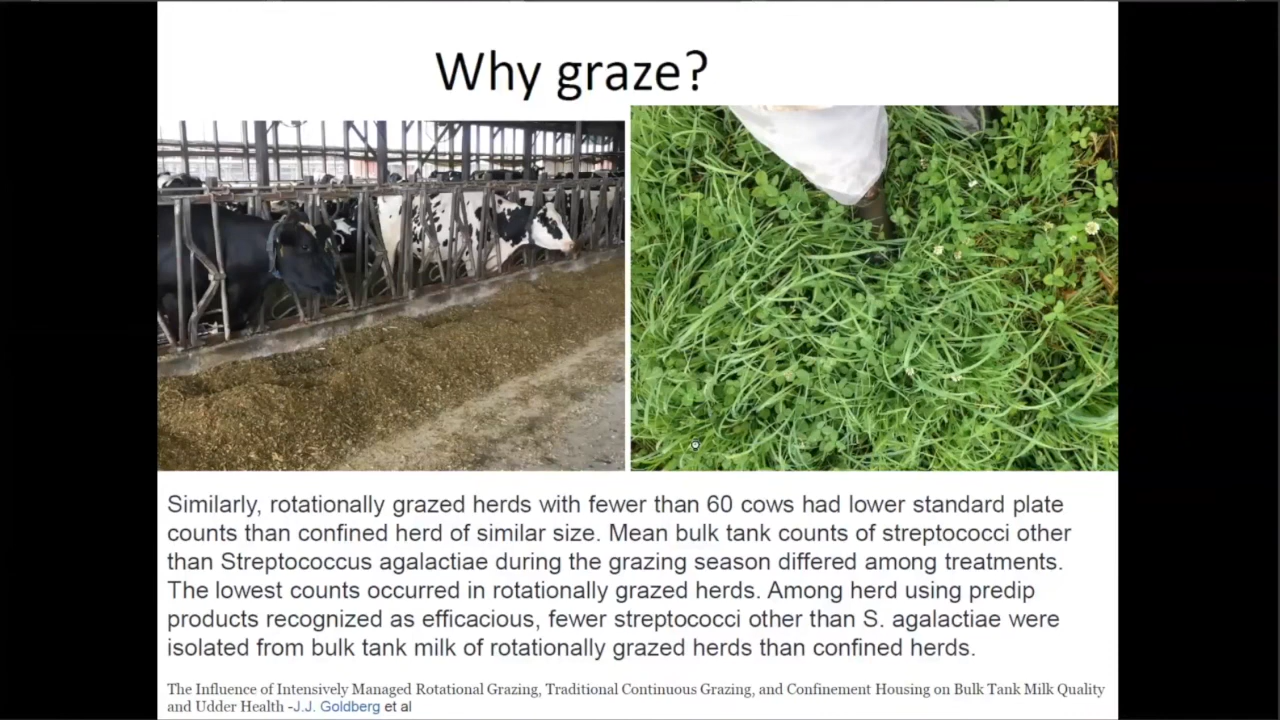 Why graze?
Similarly, rotationally grazed herds with fewer than 60 cows had lower standard plate
counts than confined herd of similar size. Mean bulk tank counts of streptococci other
than Streptococcus agalactiae during the grazing season differed among treatments.
The lowest counts occurred in rotationally grazed herds. Among herd using predip
products recognized as efficacious, fewer streptococci other than S. agalactiae were
isolated from bulk tank milk of rotationally grazed herds than confined herds.
The Influence of Intensively Managed Rotational Grazing, Traditional Continuous Grazing, and Confinement Housing on Bulk Tank Milk Quality
and Udder Health -J.J. Goldberg et al